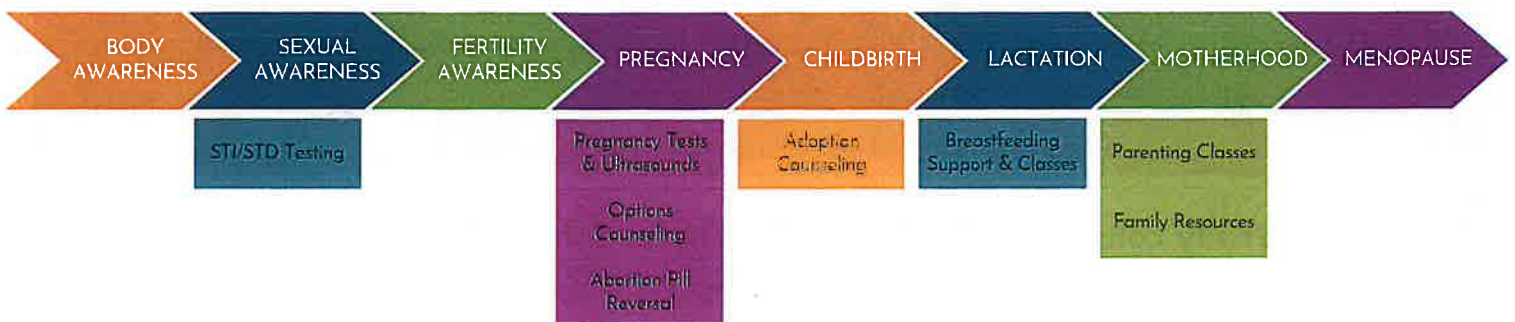 BODY
AWARENESS
SEXUAL
AWARENESS
FERTILITY
AWARENESS
PREGNANCY
CHILDBIRTH
LACTATION
MOTHERHOOD
MENOPAUSE
STI/STD Testing
Pregnancy Tests
& Ultrasounds
Options
Counseling
Abortion Pill
Reversal
Adoption
Counseling
Breastfeeding
Support & Classes
Parenting Classes
Family Resources